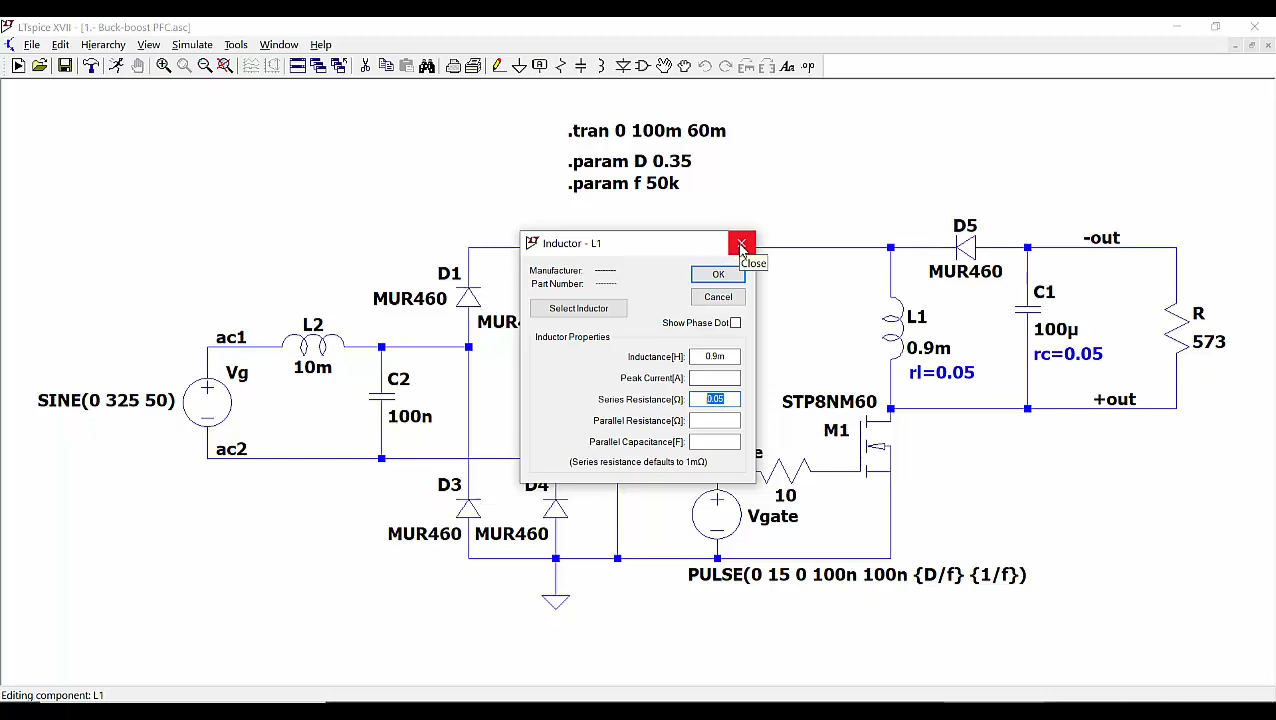 LTspice XVII - [1.- Buck-boost PFC.asc]
File Edit Hierarchy View Simulate Tools Window Help
.op
.tran 0 100m 60m
.param D 0.35
.param f 50k
Inductor - L1
Close
Manufacturer: --------
Part Number: --------
OK
Select Inductor
Cancel
Show Phase Dot
Inductor Properties
Inductance[H]: 0.9m
Peak Current[A]:
Series Resistance[Ω]: 0.05
Parallel Resistance[Ω]:
Parallel Capacitance[F]:
(Series resistance defaults to 1mΩ)
D1
MUR460
D5
MUR460
-out
C1
100µ
rc=0.05
L1
0.9m
rl=0.05
R
573
ac1
L2
10m
Vg
SINE(0 325 50)
C2
100n
ac2
STP8NM60
M1
+out
D3
MUR460
D4
MUR460
10
Vgate
PULSE(0 15 0 100n 100n {D/f} {1/f})
Editing component: L1